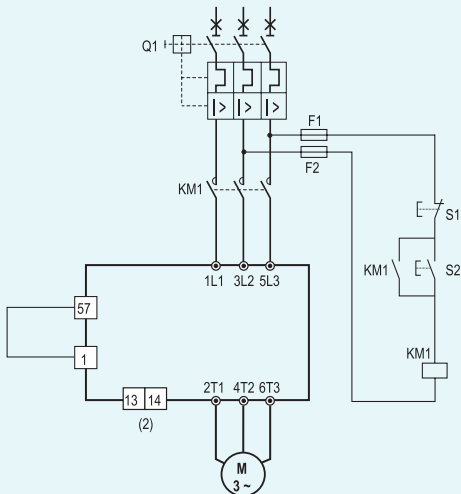 Q1
I> I> I>
F1
F2
KM1
S1
KM1
S2
1L1 3L2 5L3
57
KM1
1
2T1 4T2 6T3
13 14
(2)
M
3 ~